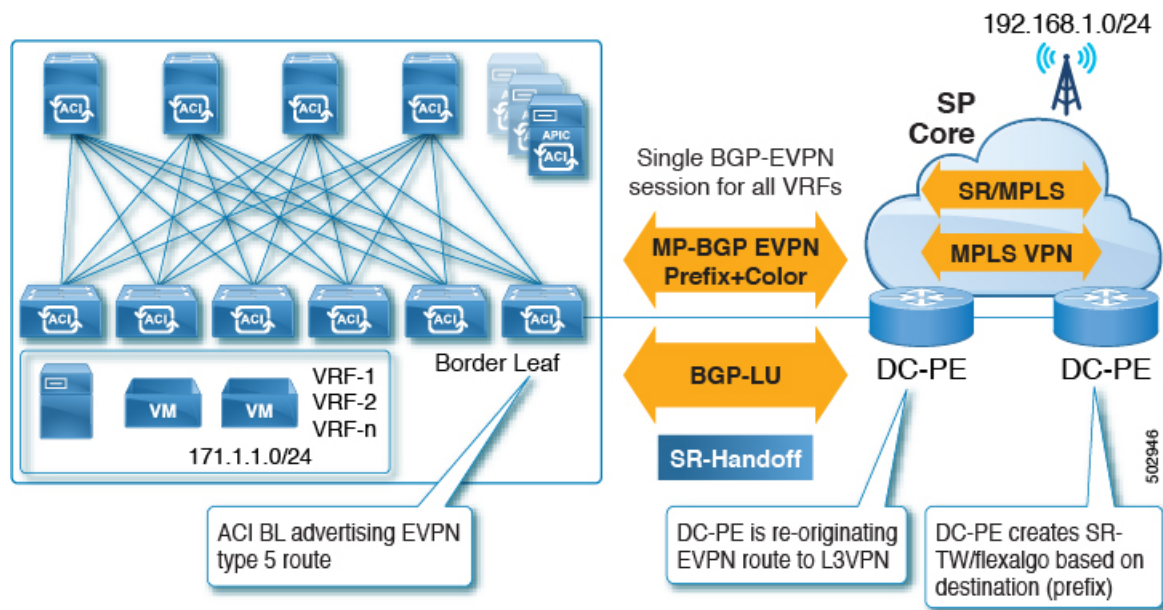 ACI
ACI
ACI
ACI
APIC
ACI
ACI
ACI
ACI
ACI
ACI
ACI
Border Leaf
VM
VM
VRF-1
VRF-2
VRF-n
171.1.1.0/24
ACI BL advertising EVPN
type 5 route
Single BGP-EVPN
session for all VRFs
MP-BGP EVPN
Prefix+Color
BGP-LU
SR-Handoff
192.168.1.0/24
SP
Core
SR/MPLS
MPLS VPN
DC-PE
DC-PE
DC-PE is re-originating
EVPN route to L3VPN
DC-PE creates SR-
TW/flexalgo based on
destination (prefix)
502946